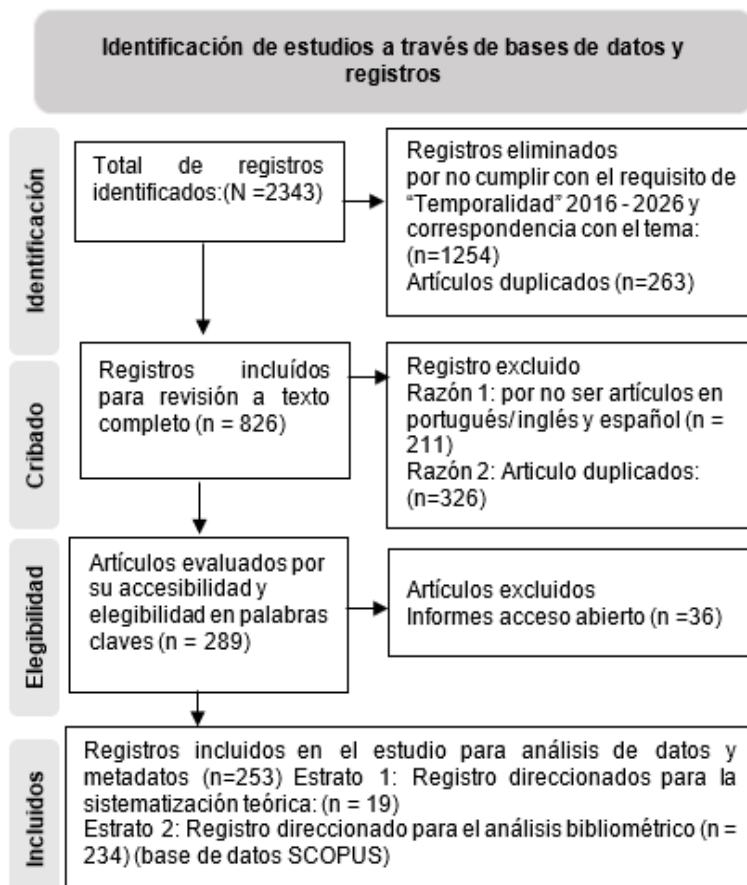 Identificación de estudios a través de bases de datos y
registros
Identificación
Total de registros
identificados:(N =2343)
Registros eliminados
por no cumplir con el requisito de
“Temporalidad” 2016 - 2026 y
correspondencia con el tema:
(n=1254)
Artículos duplicados (n=263)
Cribado
Registros incluídos
para revisión a texto
completo (n = 826)
Registro excluido
Razón 1: por no ser artículos en
portugués/ inglés y español (n =
211)
Razón 2: Articulo duplicados:
(n=326)
Elegibilidad
Artículos evaluados por
su accesibilidad y
elegibilidad en palabras
claves (n = 289)
Artículos excluidos
Informes acceso abierto (n =36)
Incluidos
Registros incluidos en el estudio para análisis de datos y
metadatos (n=253) Estrato 1: Registro direccionados para la
sistematización teórica: (n = 19)
Estrato 2: Registro direccionado para el análisis bibliométrico (n =
234) (base de datos SCOPUS)